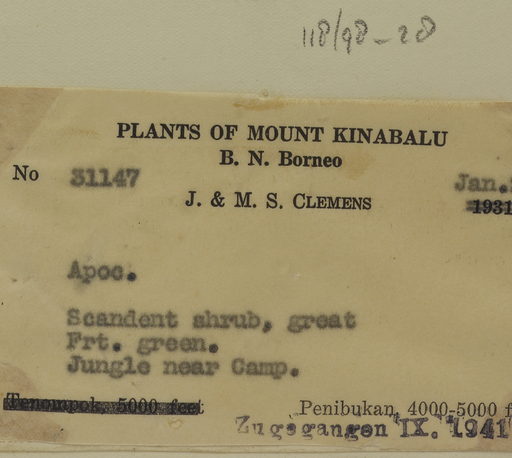 118/98-28
PLANTS OF MOUNT KINABALU
B. N. Borneo
No 31147 Jan.
J. & M. S. CLEMENS 1931
Apoc.
Scandent shrub, great
Frt. green.
Jungle near Camp.
Tenompok, 5000 feet Penibukan, 4000-5000 f
Zugegangen IX. 1941